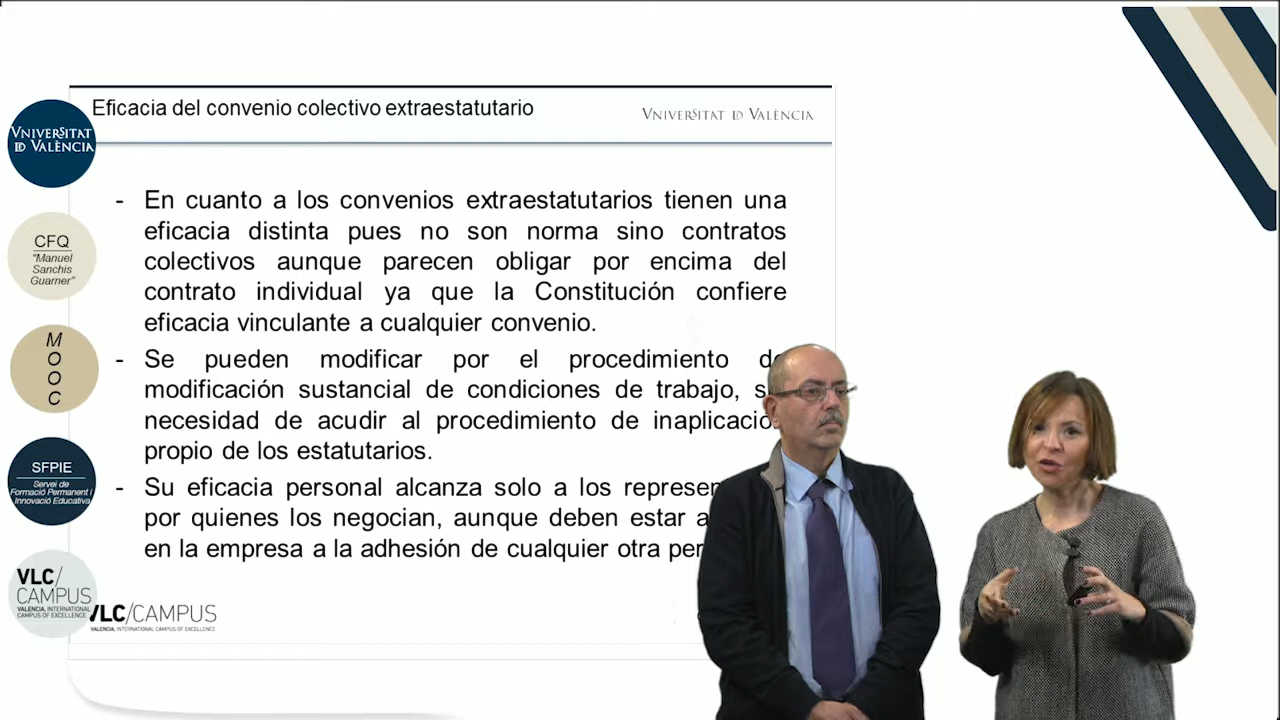 Eficacia del convenio colectivo extraestatutario
VNIVERSITAT ID VALÈNCIA
VNIVERSITAT
ID VALÈNCIA
CFQ
“Manuel
Sanchís
Guarner”
M
O
O
C
SFPIE
Servei de
Formació Permanent i
Innovació Educativa
VLC/
CAMPUS
VALENCIA, INTERNATIONAL
CAMPUS OF EXCELLENCE
- En cuanto a los convenios extraestatutarios tienen una
eficacia distinta pues no son norma sino contratos
colectivos aunque parecen obligar por encima del
contrato individual ya que la Constitución confiere
eficacia vinculante a cualquier convenio.
- Se pueden modificar por el procedimiento
modificación sustancial de condiciones de trabajo,
necesidad de acudir al procedimiento de
propio de los estatutarios.
- Su eficacia personal alcanza solo a los
por quienes los negocian, aunque deben estar
en la empresa a la adhesión de cualquier otra
VLC/CAMPUS
VALENCIA, INTERNATIONAL CAMPUS OF EXCELLENCE